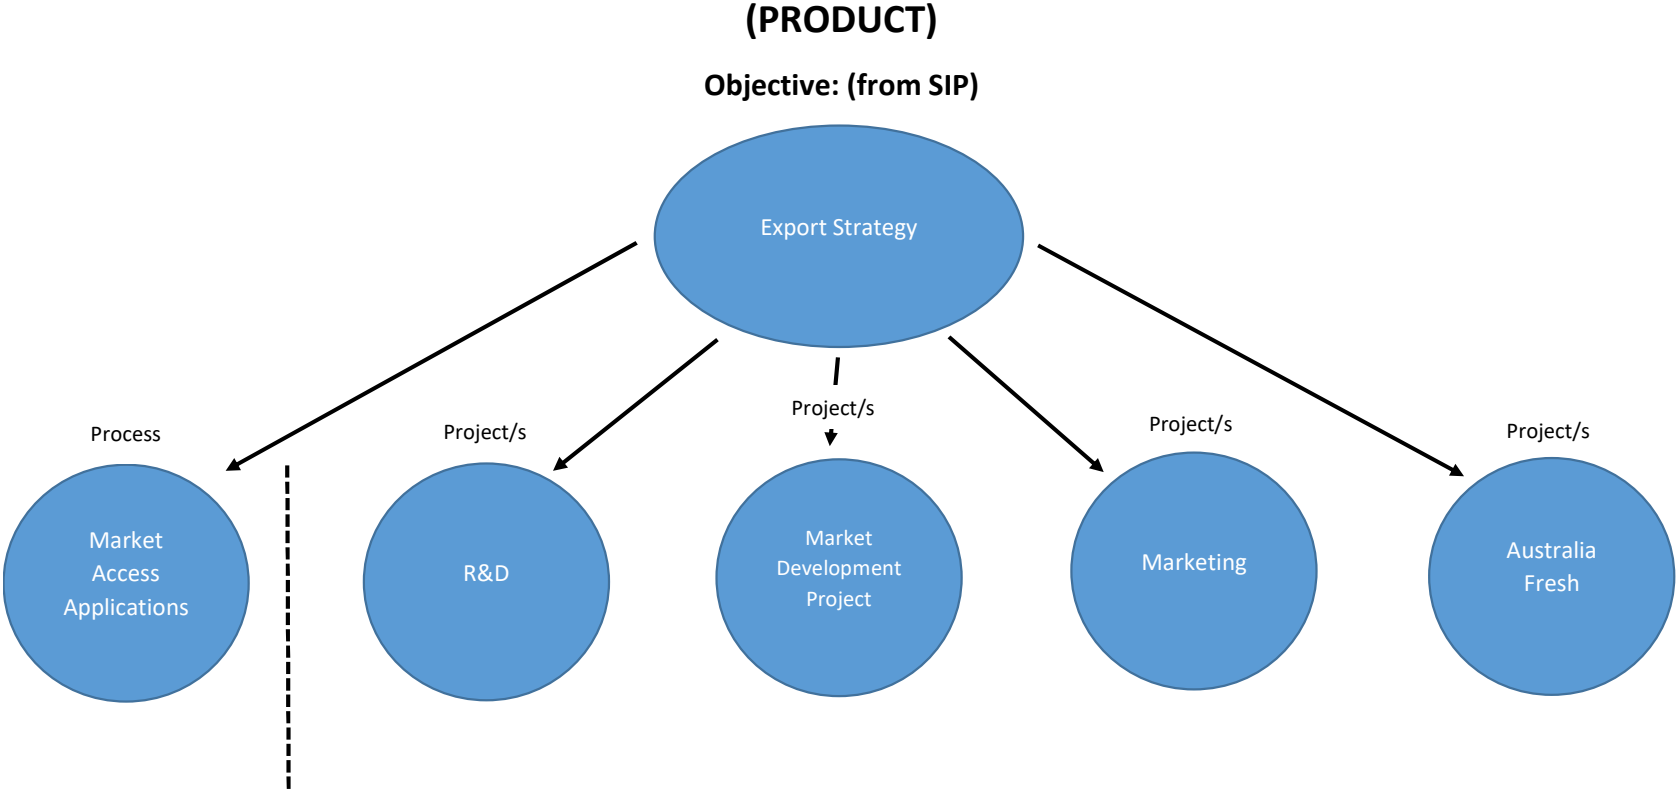 (PRODUCT)
Objective: (from SIP)
Export Strategy
Process
Project/s
Project/s
Project/s
Project/s
Market
Access
Applications
R&D
Market
Development
Project
Marketing
Australia
Fresh